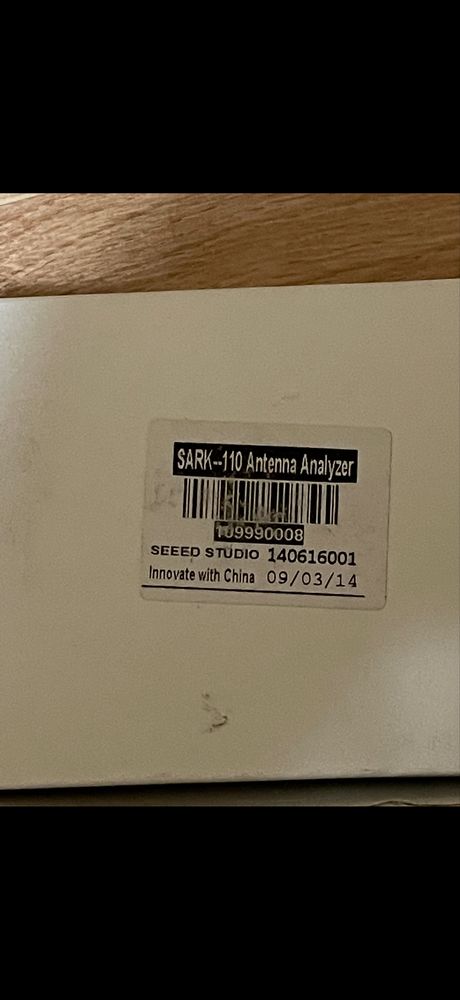 SARK--110 Antenna Analyzer
109990008
SEEED STUDIO 140616001
Innovate with China 09/03/14